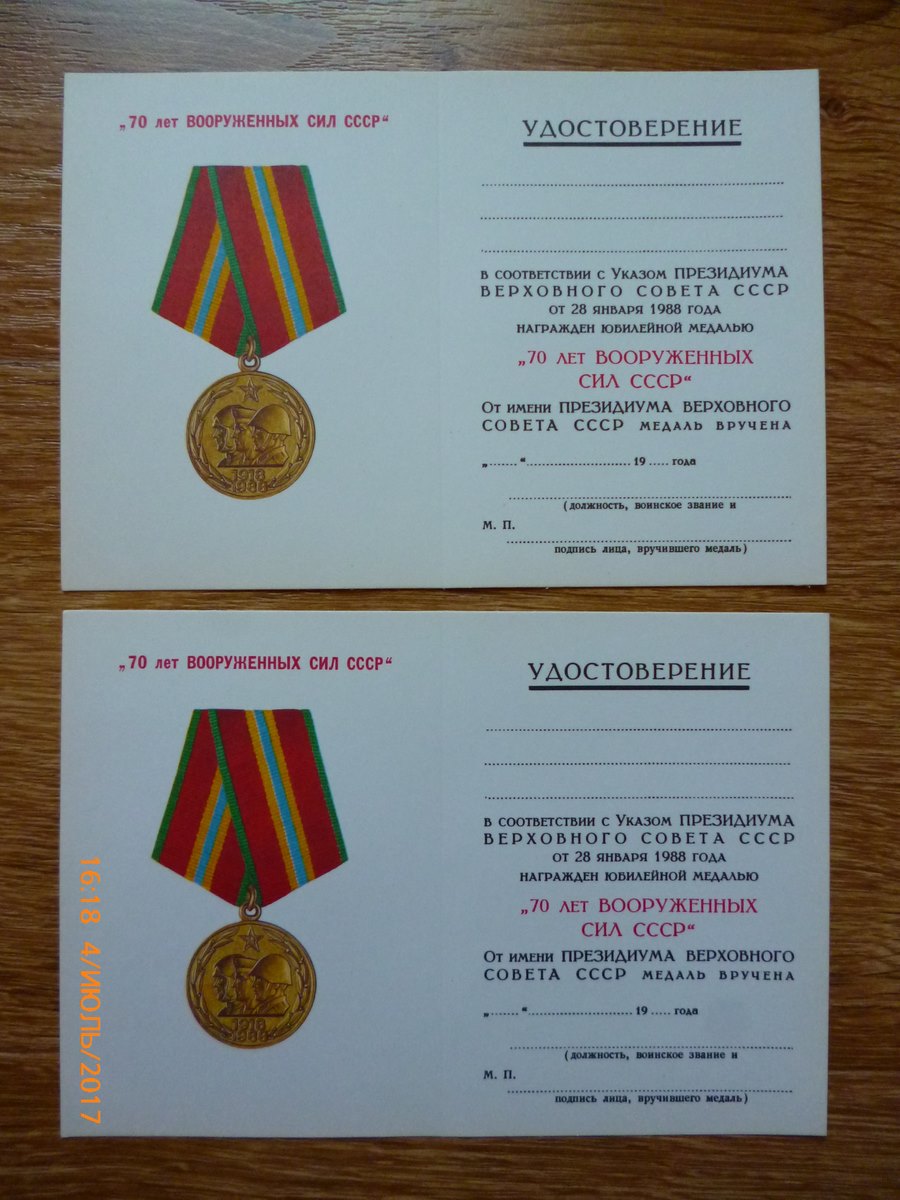 „70 лет ВООРУЖЕННЫХ СИЛ СССР“
1918
1988
УДОСТОВЕРЕНИЕ
в соответствии с Указом ПРЕЗИДИУМА
ВЕРХОВНОГО СОВЕТА СССР
от 28 января 1988 года
награжден юбилейной медалью
„70 лет ВООРУЖЕННЫХ
СИЛ СССР“
От имени ПРЕЗИДИУМА ВЕРХОВНОГО
СОВЕТА СССР медаль вручена
„.......“............................... 19 ..... года
(должность, воинское звание и
М. П.
подпись лица, вручившего медаль)
„70 лет ВООРУЖЕННЫХ СИЛ СССР“
1918
1988
УДОСТОВЕРЕНИЕ
в соответствии с Указом ПРЕЗИДИУМА
ВЕРХОВНОГО СОВЕТА СССР
от 28 января 1988 года
награжден юбилейной медалью
„70 лет ВООРУЖЕННЫХ
СИЛ СССР“
От имени ПРЕЗИДИУМА ВЕРХОВНОГО
СОВЕТА СССР медаль вручена
„.......“............................... 19 ..... года
(должность, воинское звание и
М. П.
подпись лица, вручившего медаль)
16:18 4/ИЮЛЬ/2017